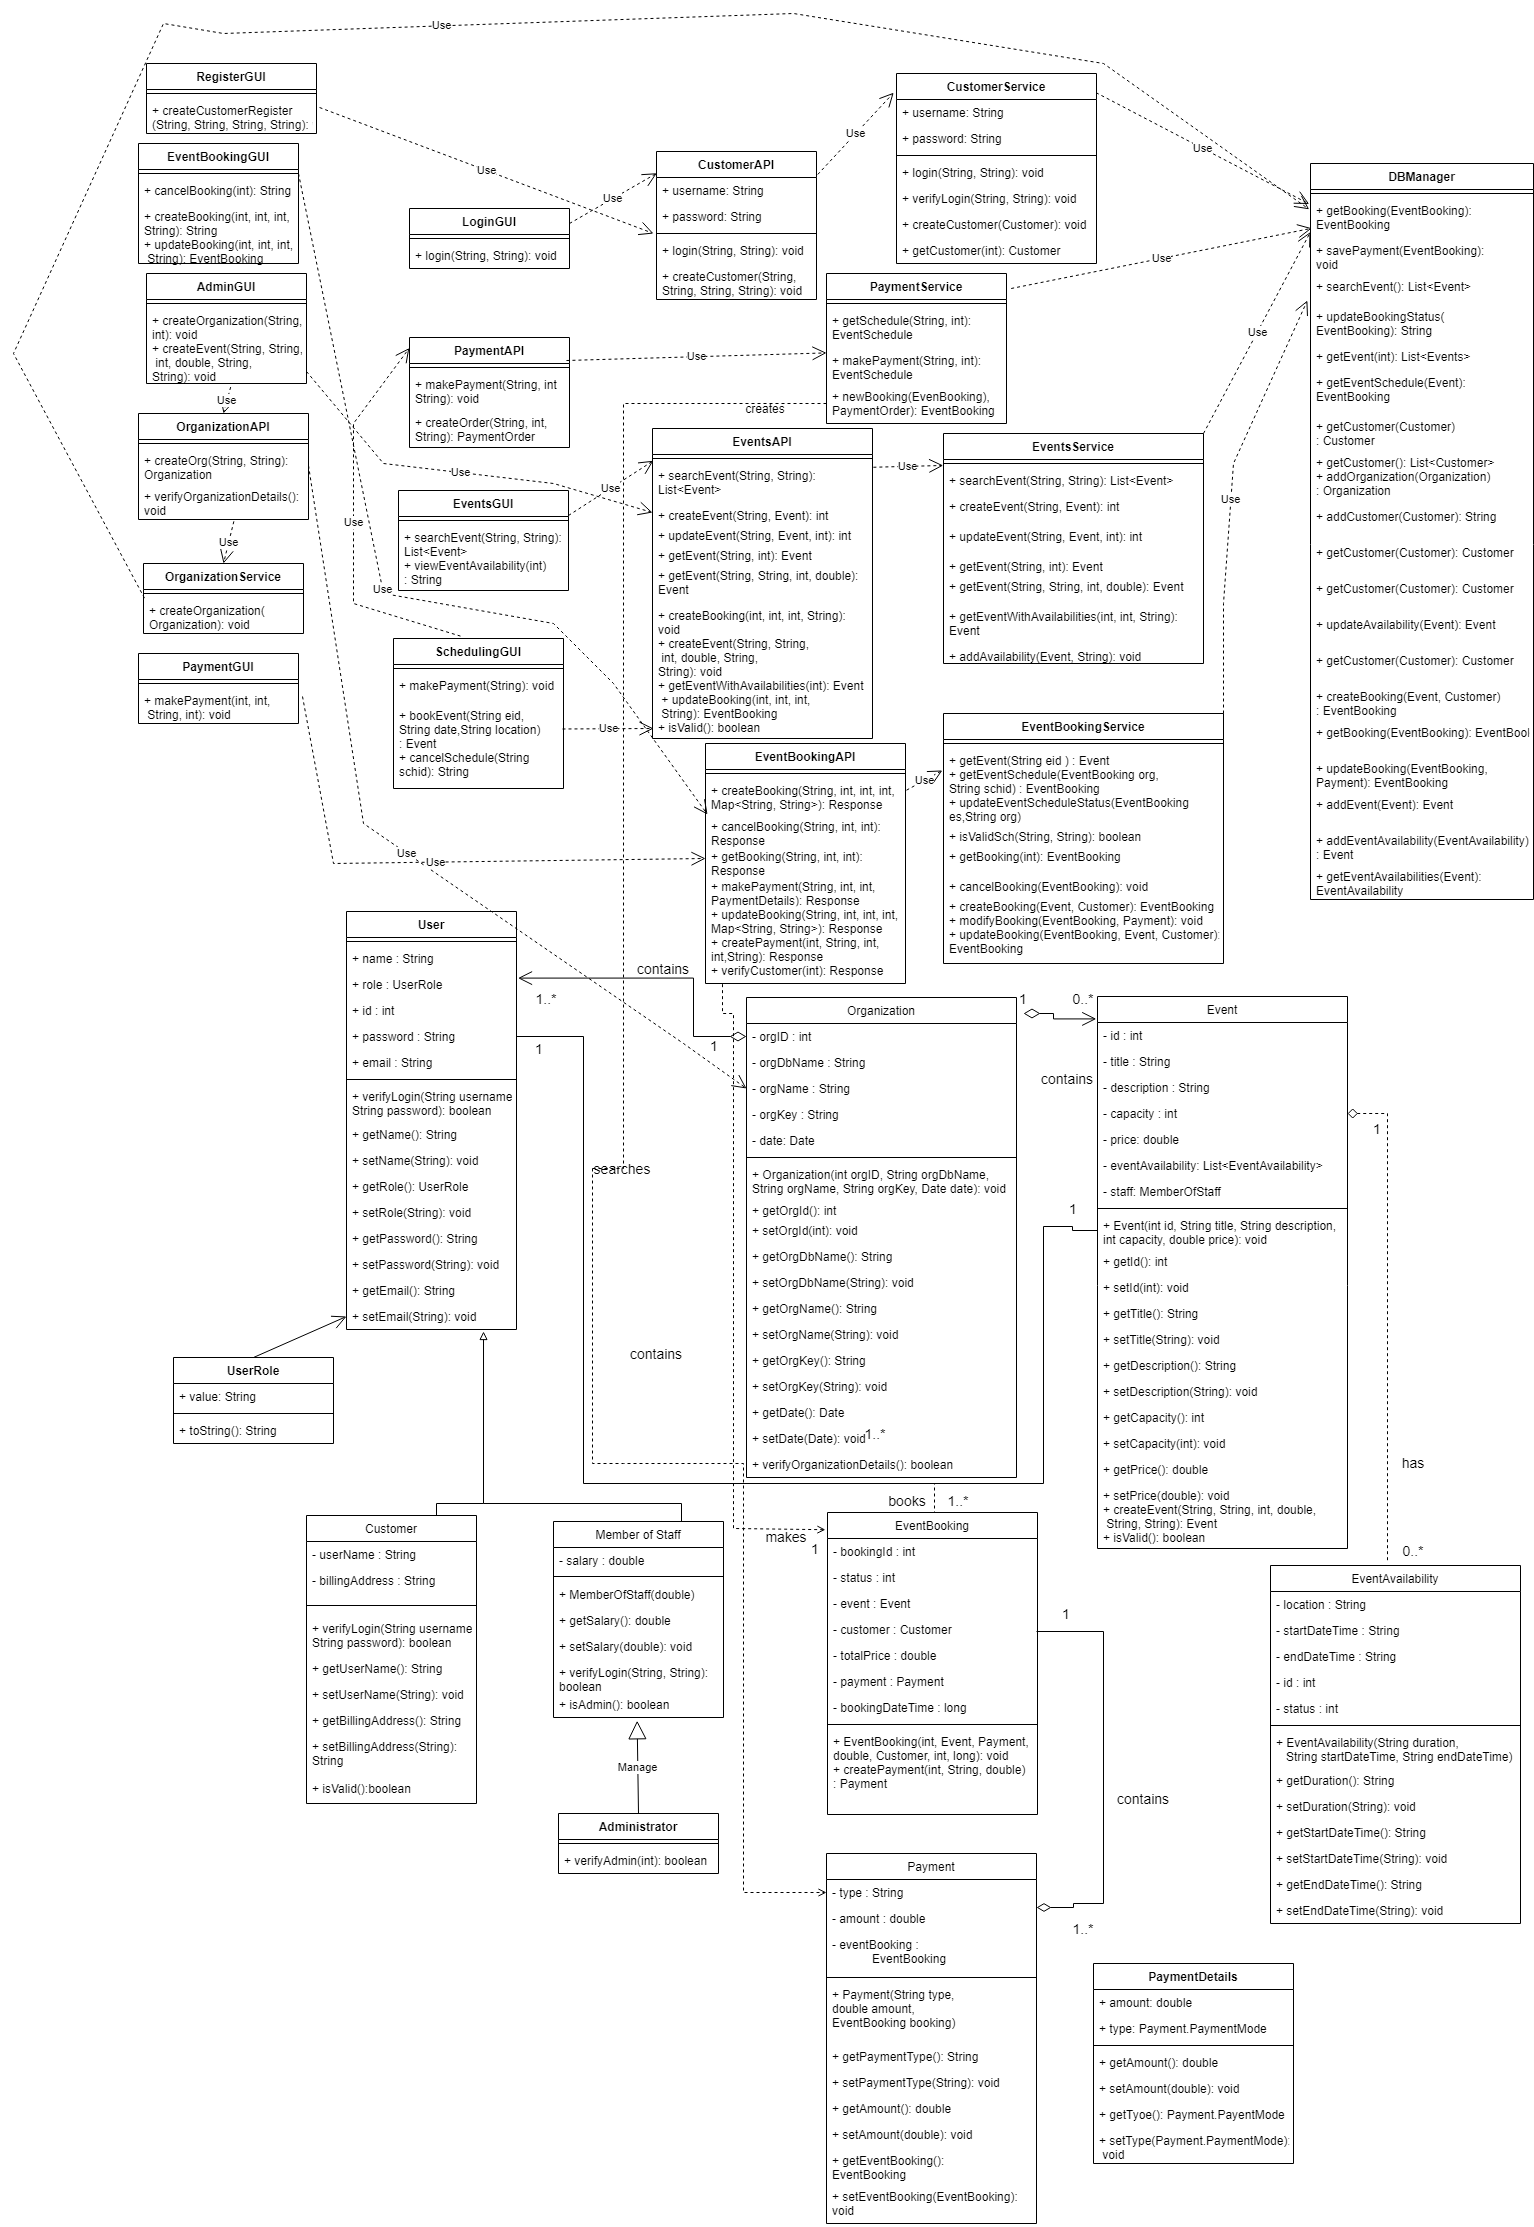 Use
RegisterGUI
+ createCustomerRegister
(String, String, String, String):
EventBookingGUI
+ cancelBooking(int): String
+ createBooking(int, int, int,
String): String
+ updateBooking(int, int, int,
String): EventBooking
AdminGUI
+ createOrganization(String,
int): void
+ createEvent(String, String,
int, double, String,
String): void
Use
OrganizationAPI
+ createOrg(String, String):
Organization
+ verifyOrganizationDetails():
void
Use
OrganizationService
+ createOrganization(
Organization): void
PaymentGUI
+ makePayment(int, int,
String, int): void
Use
LoginGUI
+ login(String, String): void
Use
CustomerAPI
+ username: String
+ password: String
+ login(String, String): void
+ createCustomer(String,
String, String, String): void
Use
CustomerService
+ username: String
+ password: String
+ login(String, String): void
+ verifyLogin(String, String): void
+ createCustomer(Customer): void
+ getCustomer(int): Customer
Use
PaymentAPI
+ makePayment(String, int
String): void
+ createOrder(String, int,
String): PaymentOrder
Use
PaymentService
+ getSchedule(String, int):
EventSchedule
+ makePayment(String, int):
EventSchedule
+ newBooking(EvenBooking),
PaymentOrder): EventBooking
Use
creates
Use
DBManager
+ getBooking(EventBooking):
EventBooking
+ savePayment(EventBooking):
void
+ searchEvent(): List<Event>
+ updateBookingStatus(
EventBooking): String
+ getEvent(int): List<Events>
+ getEventSchedule(Event):
EventBooking
+ getCustomer(Customer)
: Customer
+ getCustomer(): List<Customer>
+ addOrganization(Organization)
: Organization
+ addCustomer(Customer): String
+ getCustomer(Customer): Customer
+ getCustomer(Customer): Customer
+ updateAvailability(Event): Event
+ getCustomer(Customer): Customer
+ createBooking(Event, Customer)
: EventBooking
+ getBooking(EventBooking): EventBool
+ updateBooking(EventBooking,
Payment): EventBooking
+ addEvent(Event): Event
+ addEventAvailability(EventAvailability)
: Event
+ getEventAvailabilities(Event):
EventAvailability
Use
Use
Use
EventsGUI
+ searchEvent(String, String):
List<Event>
+ viewEventAvailability(int)
: String
Use
EventsAPI
+ searchEvent(String, String):
List<Event>
+ createEvent(String, Event): int
+ updateEvent(String, Event, int): int
+ getEvent(String, int): Event
+ getEvent(String, String, int, double):
Event
+ createBooking(int, int, int, String):
void
+ createEvent(String, String,
int, double, String,
String): void
+ getEventWithAvailabilities(int): Event
+ updateBooking(int, int, int,
String): EventBooking
+ isValid(): boolean
Use
EventsService
+ searchEvent(String, String): List<Event>
+ createEvent(String, Event): int
+ updateEvent(String, Event, int): int
+ getEvent(String, int): Event
+ getEvent(String, String, int, double): Event
+ getEventWithAvailabilities(int, int, String):
Event
+ addAvailability(Event, String): void
Use
SchedulingGUI
+ makePayment(String): void
+ bookEvent(String eid,
String date,String location)
: Event
+ cancelSchedule(String
schid): String
Use
EventBookingAPI
+ createBooking(String, int, int, int,
Map<String, String>): Response
+ cancelBooking(String, int, int):
Response
+ getBooking(String, int, int):
Response
+ makePayment(String, int, int,
PaymentDetails): Response
+ updateBooking(String, int, int, int,
Map<String, String>): Response
+ createPayment(int, String, int,
int,String): Response
+ verifyCustomer(int): Response
Use
EventBookingService
+ getEvent(String eid ) : Event
+ getEventSchedule(EventBooking org,
String schid) : EventBooking
+ updateEventScheduleStatus(EventBooking
es,String org)
+ isValidSch(String, String): boolean
+ getBooking(int): EventBooking
+ cancelBooking(EventBooking): void
+ createBooking(Event, Customer): EventBooking
+ modifyBooking(EventBooking, Payment): void
+ updateBooking(EventBooking, Event, Customer):
EventBooking
Use
Use
User
+ name : String
+ role : UserRole
+ id : int
+ password : String
+ email : String
+ verifyLogin(String username
String password): boolean
+ getName(): String
+ setName(String): void
+ getRole(): UserRole
+ setRole(String): void
+ getPassword(): String
+ setPassword(String): void
+ getEmail(): String
+ setEmail(String): void
contains
1..*
1
1
searches
contains
Organization
- orgID : int
- orgDbName : String
- orgName : String
- orgKey : String
- date: Date
+ Organization(int orgID, String orgDbName,
String orgName, String orgKey, Date date): void
+ getOrgId(): int
+ setOrgId(int): void
+ getOrgDbName(): String
+ setOrgDbName(String): void
+ getOrgName(): String
+ setOrgName(String): void
+ getOrgKey(): String
+ setOrgKey(String): void
+ getDate(): Date
+ setDate(Date): void
1..*
+ verifyOrganizationDetails(): boolean
1
0..*
contains
1
Event
- id : int
- title : String
- description : String
- capacity : int
- price: double
- eventAvailability: List<EventAvailability>
- staff: MemberOfStaff
+ Event(int id, String title, String description,
int capacity, double price): void
+ getId(): int
+ setId(int): void
+ getTitle(): String
+ setTitle(String): void
+ getDescription(): String
+ setDescription(String): void
+ getCapacity(): int
+ setCapacity(int): void
+ getPrice(): double
+ setPrice(double): void
+ createEvent(String, String, int, double,
String, String): Event
+ isValid(): boolean
1
has
0..*
UserRole
+ value: String
+ toString(): String
Customer
- userName : String
- billingAddress : String
+ verifyLogin(String username
String password): boolean
+ getUserName(): String
+ setUserName(String): void
+ getBillingAddress(): String
+ setBillingAddress(String):
String
+ isValid():boolean
Member of Staff
- salary : double
+ MemberOfStaff(double)
+ getSalary(): double
+ setSalary(double): void
+ verifyLogin(String, String):
boolean
+ isAdmin(): boolean
Manage
Administrator
+ verifyAdmin(int): boolean
books
1..*
makes
1
EventBooking
- bookingId : int
- status : int
- event : Event
- customer : Customer
- totalPrice : double
- payment : Payment
- bookingDateTime : long
+ EventBooking(int, Event, Payment,
double, Customer, int, long): void
+ createPayment(int, String, double)
: Payment
1
contains
1..*
EventAvailability
- location : String
- startDateTime : String
- endDateTime : String
- id : int
- status : int
+ EventAvailability(String duration,
String startDateTime, String endDateTime)
+ getDuration(): String
+ setDuration(String): void
+ getStartDateTime(): String
+ setStartDateTime(String): void
+ getEndDateTime(): String
+ setEndDateTime(String): void
Payment
- type : String
- amount : double
- eventBooking :
EventBooking
+ Payment(String type,
double amount,
EventBooking booking)
+ getPaymentType(): String
+ setPaymentType(String): void
+ getAmount(): double
+ setAmount(double): void
+ getEventBooking():
EventBooking
+ setEventBooking(EventBooking):
void
PaymentDetails
+ amount: double
+ type: Payment.PaymentMode
+ getAmount(): double
+ setAmount(double): void
+ getTyoe(): Payment.PayentMode
+ setType(Payment.PaymentMode):
void